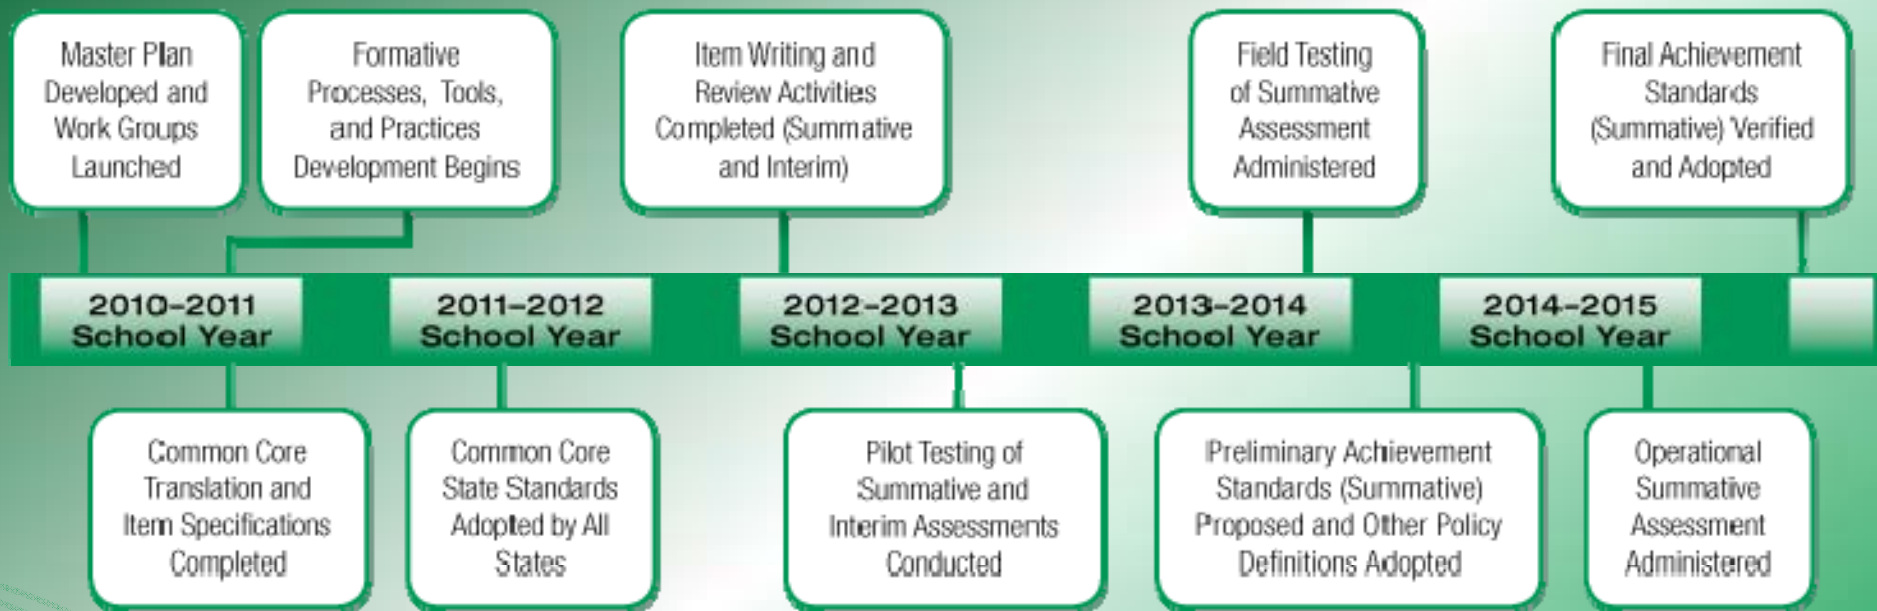 Master Plan
Developed and
Work Groups
Launched
Formative
Processes, Tools,
and Practices
Development Begins
Item Writing and
Review Activities
Completed (Summative
and Interim)
Field Testing
of Summative
Assessment
Administered
Final Achievement
Standards
(Summative) Verified
and Adopted
2010–2011
School Year
2011–2012
School Year
2012–2013
School Year
2013–2014
School Year
2014–2015
School Year
Common Core
Translation and
Item Specifications
Completed
Common Core
State Standards
Adopted by All
States
Pilot Testing of
Summative and
Interim Assessments
Conducted
Preliminary Achievement
Standards (Summative)
Proposed and Other Policy
Definitions Adopted
Operational
Summative
Assessment
Administered